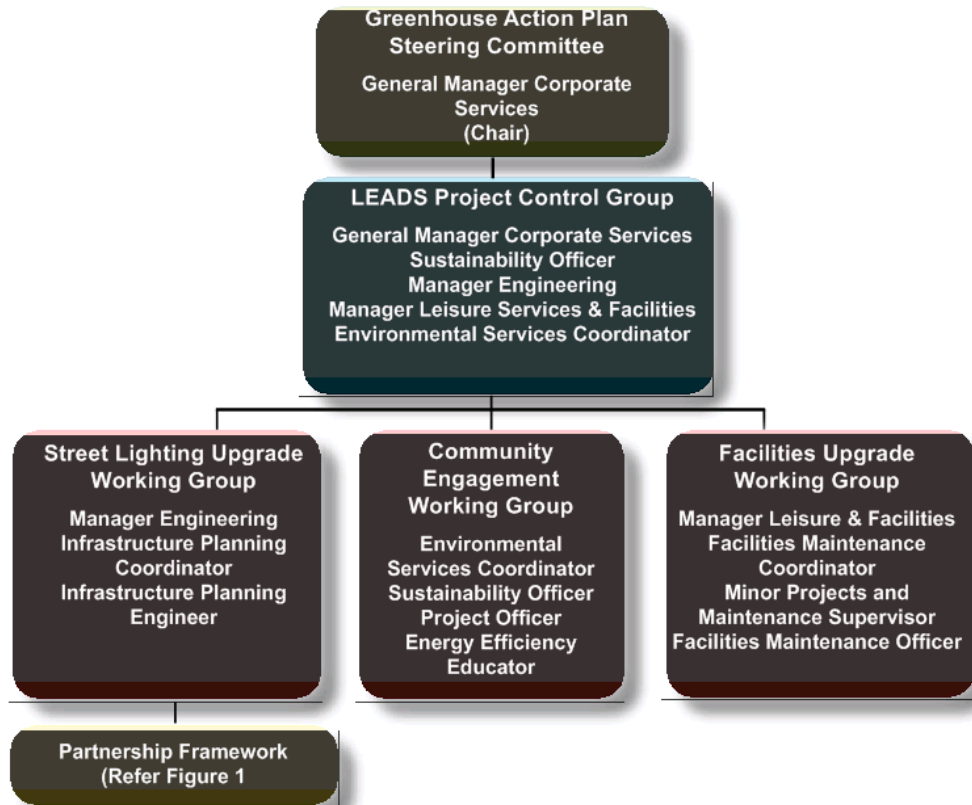 Greenhouse Action Plan
Steering Committee
General Manager Corporate
Services
(Chair)
LEADS Project Control Group
General Manager Corporate Services
Sustainability Officer
Manager Engineering
Manager Leisure Services & Facilities
Environmental Services Coordinator
Street Lighting Upgrade
Working Group
Manager Engineering
Infrastructure Planning
Coordinator
Infrastructure Planning
Engineer
Community
Engagement
Working Group
Environmental
Services Coordinator
Sustainability Officer
Project Officer
Energy Efficiency
Educator
Facilities Upgrade
Working Group
Manager Leisure & Facilities
Facilities Maintenance
Coordinator
Minor Projects and
Maintenance Supervisor
Facilities Maintenance Officer
Partnership Framework
(Refer Figure 1